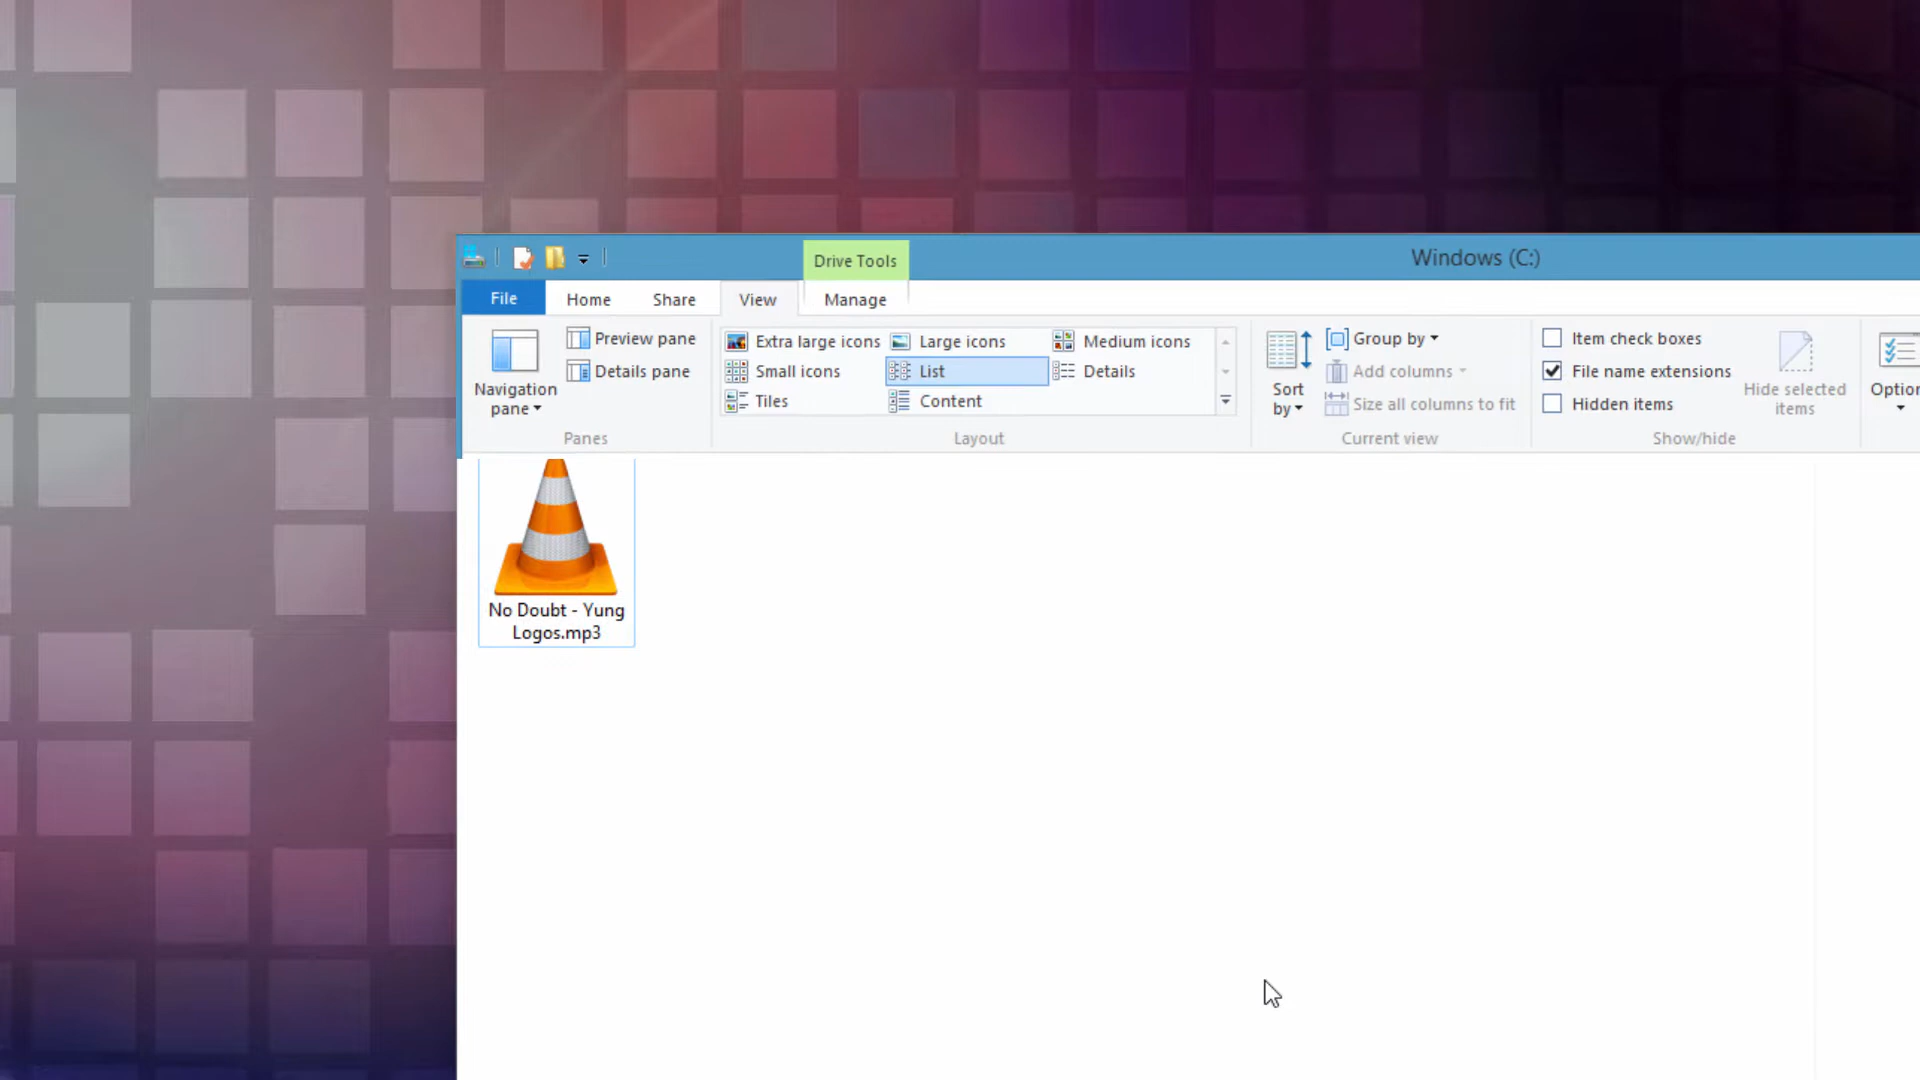 Drive Tools
Windows (C:)
File
Home
Share
View
Manage
Navigation
pane
Preview pane
Details pane
Panes
Extra large icons
Large icons
Medium icons
Small icons
List
Details
Tiles
Content
Layout
Sort
by
Group by
Add columns
Size all columns to fit
Current view
Item check boxes
File name extensions
Hidden items
Hide selected
items
Show/hide
Option
No Doubt - Yung
Logos.mp3